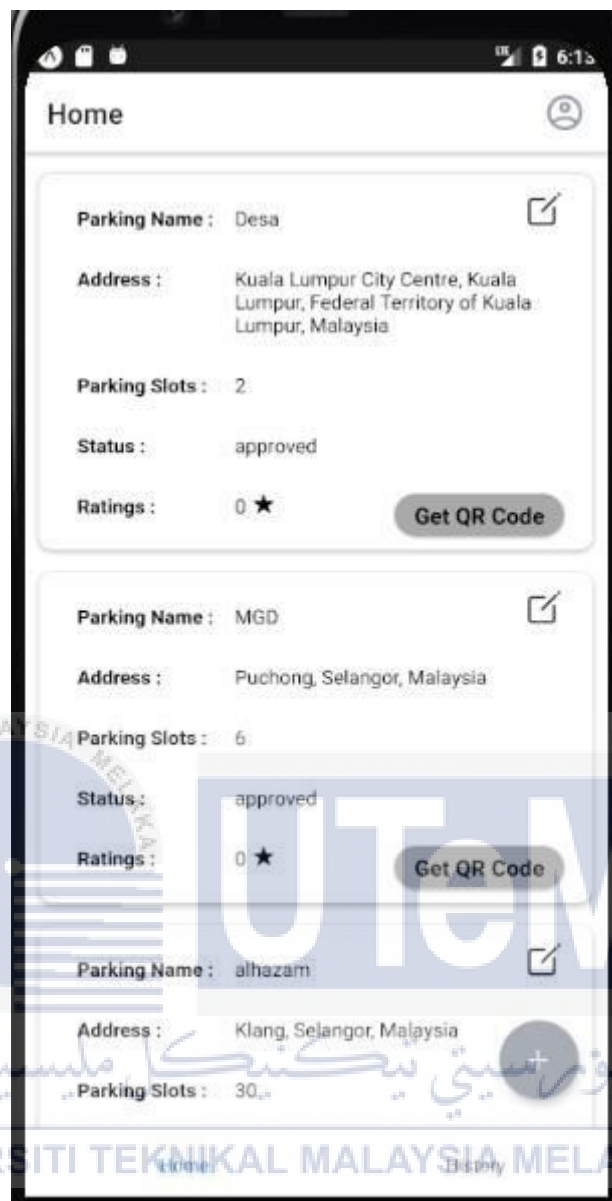 6:13
Home
Parking Name : Desa
Address : Kuala Lumpur City Centre, Kuala
Lumpur, Federal Territory of Kuala
Lumpur, Malaysia
Parking Slots : 2
Status : approved
Ratings : 0 ★
Get QR Code
Parking Name : MGD
Address : Puchong, Selangor, Malaysia
Parking Slots : 6
Status : approved
Ratings : 0 ★
Get QR Code
Parking Name : alhazam
Address : Klang, Selangor, Malaysia
Parking Slots : 30
+
Home History
UTeM
TEKNIKAL MALAYSIA